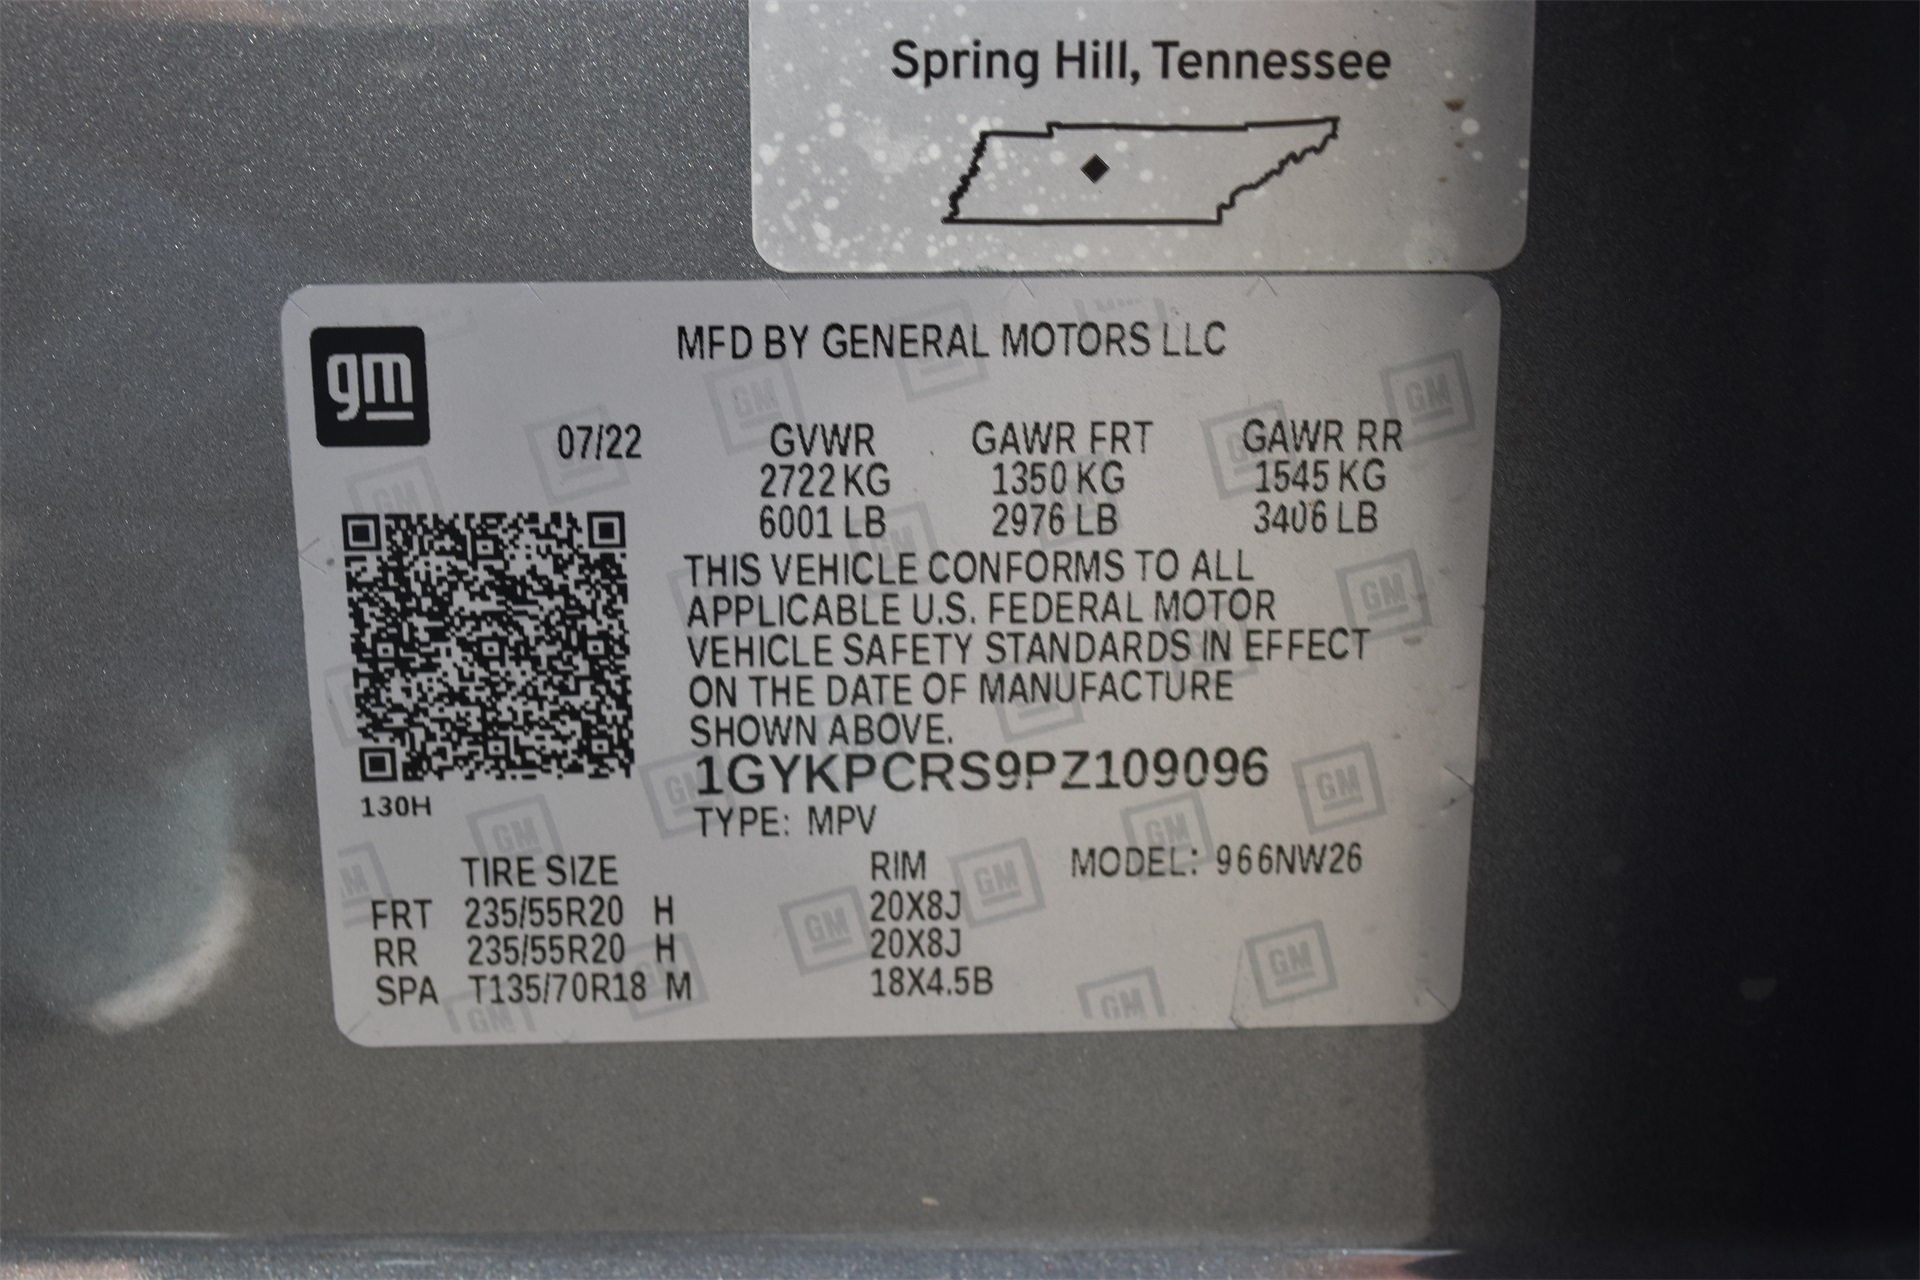 Spring Hill, Tennessee
gm
MFD BY GENERAL MOTORS LLC
07/22 GVWR GAWR FRT GAWR RR
2722 KG 1350 KG 1545 KG
6001 LB 2976 LB 3406 LB
THIS VEHICLE CONFORMS TO ALL
APPLICABLE U.S. FEDERAL MOTOR
VEHICLE SAFETY STANDARDS IN EFFECT
ON THE DATE OF MANUFACTURE
SHOWN ABOVE.
1GYKPCRS9PZ109096
130H
TYPE: MPV
TIRE SIZE RIM MODEL: 966NW26
FRT 235/55R20 H 20X8J
RR 235/55R20 H 20X8J
SPA T135/70R18 M 18X4.5B